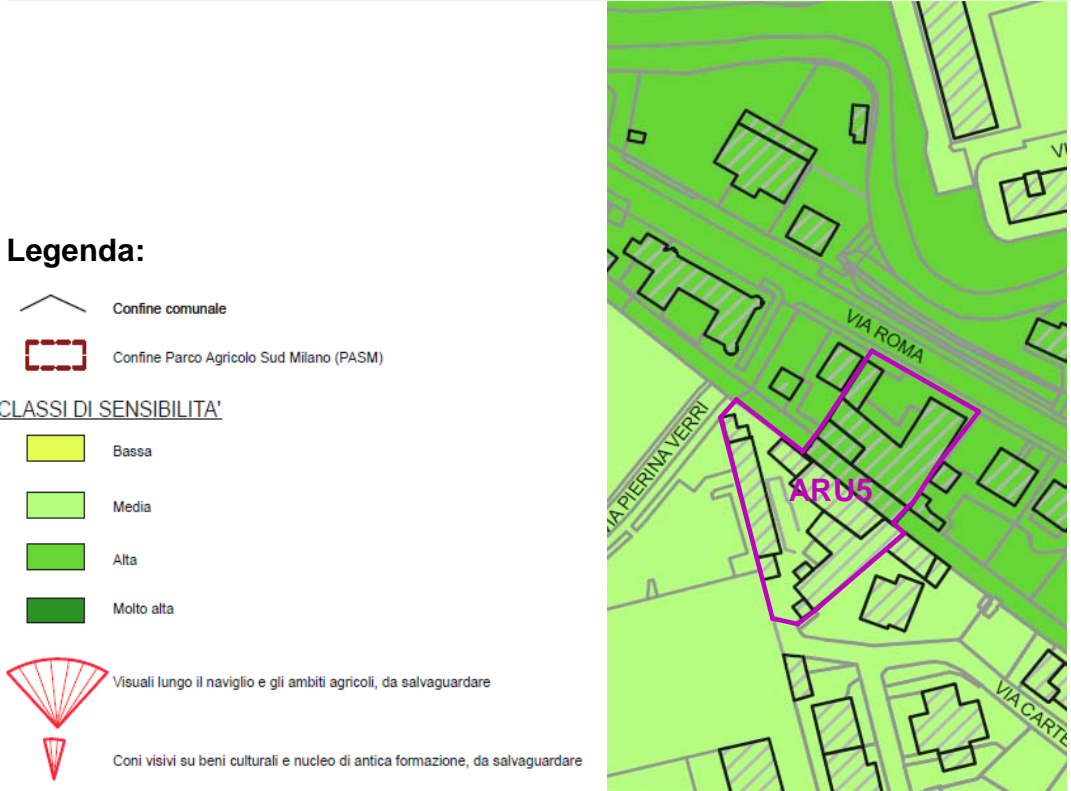 Legenda:
Confine comunale
Confine Parco Agricolo Sud Milano (PASM)
CLASSI DI SENSIBILITA'
Bassa
Media
Alta
Molto alta
Visuali lungo il naviglio e gli ambiti agricoli, da salvaguardare
Coni visivi su beni culturali e nucleo di antica formazione, da salvaguardare
VI
VIA ROMA
VIA PIERINA VERRI
ARU5
VIA CARTE